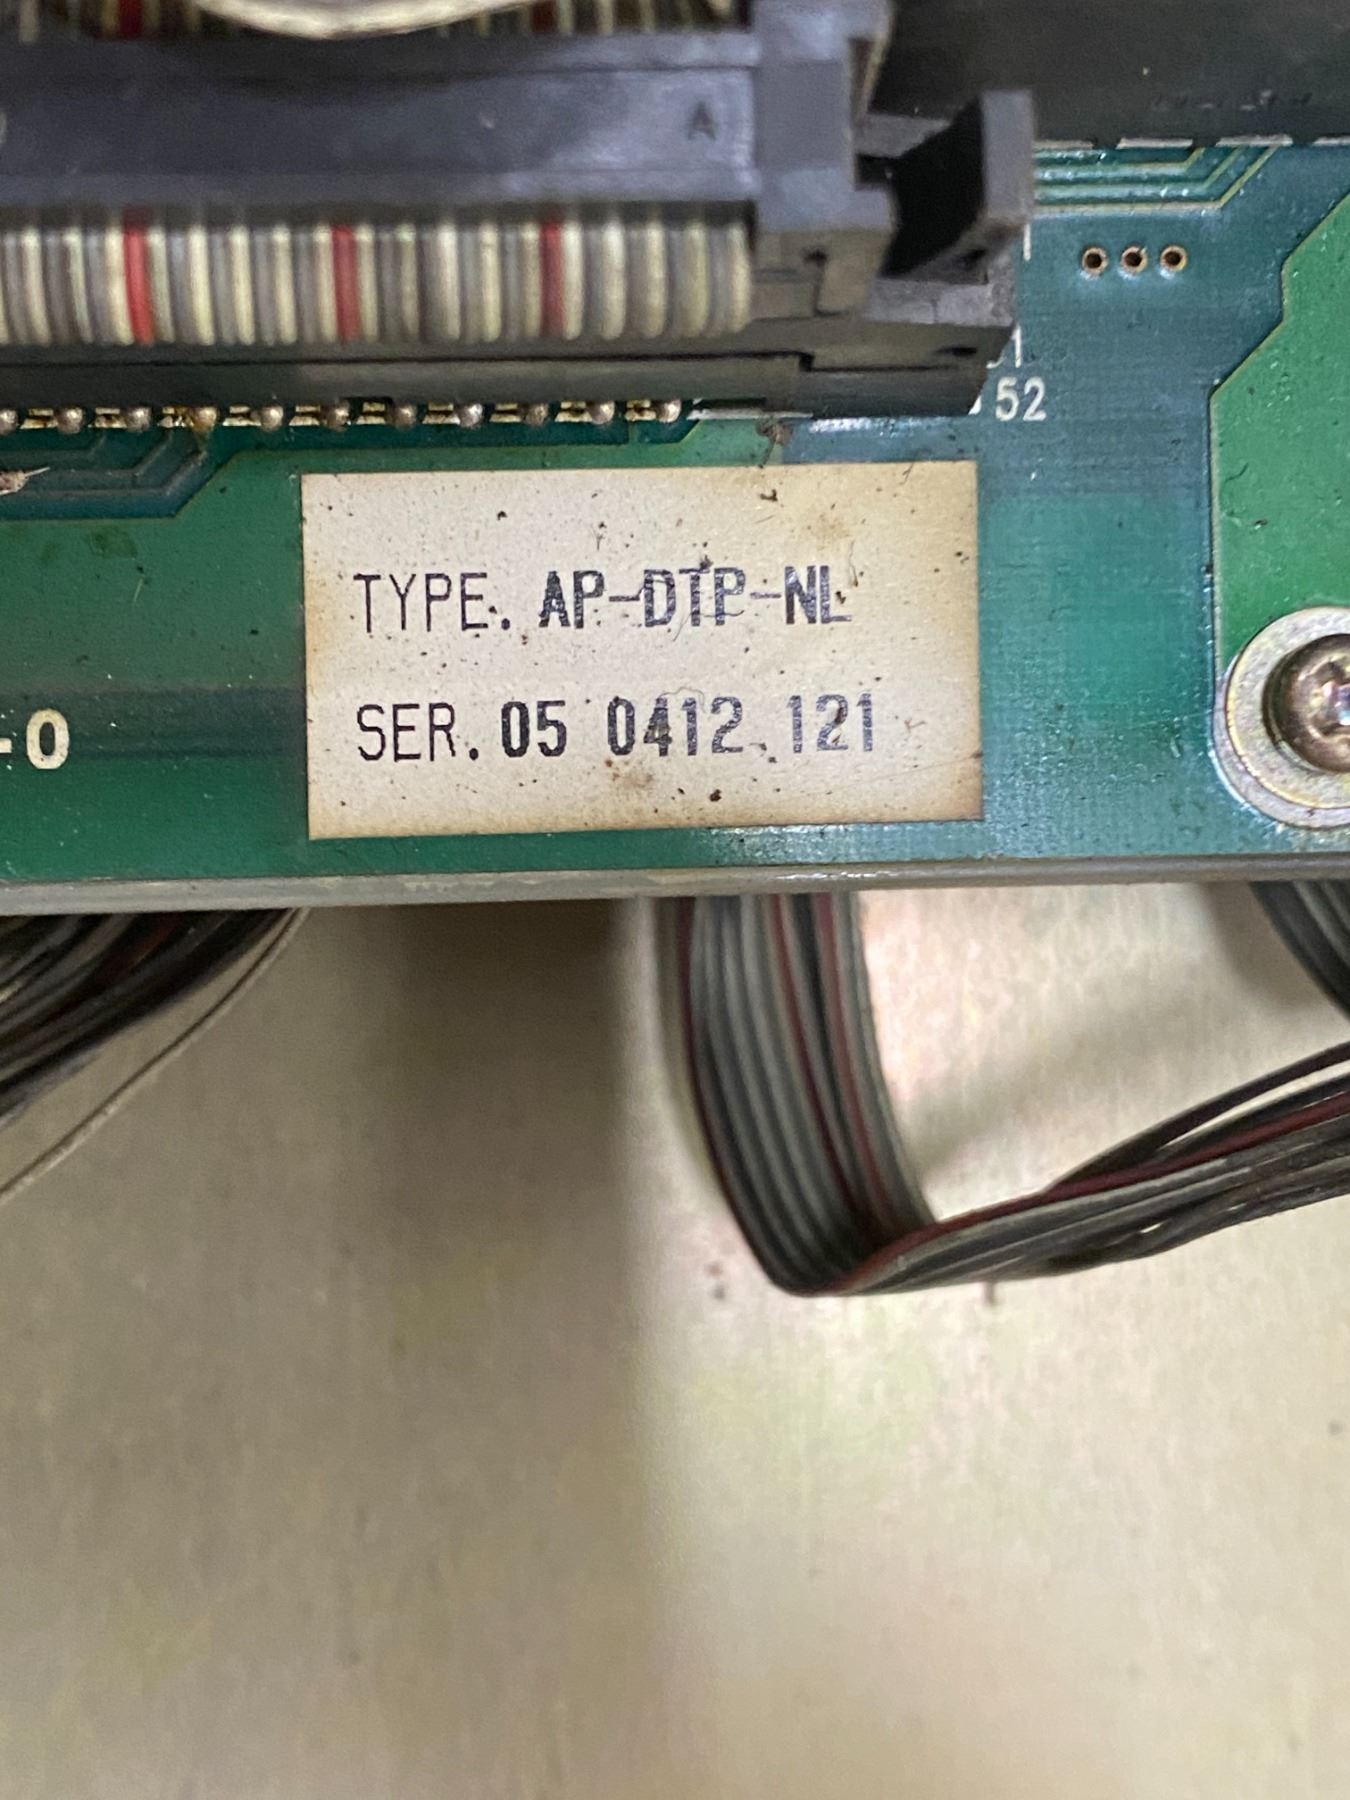 A
52
TYPE. AP-DTP-NL
-0
SER. 05 0412 121